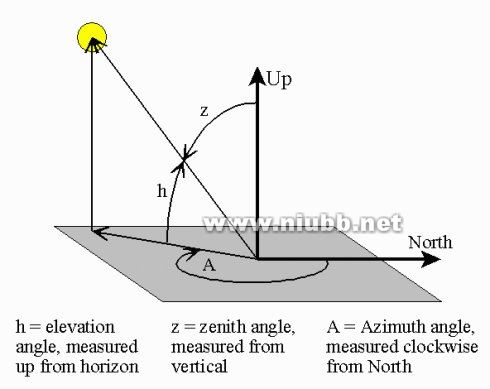 Up
z
h
www.niubb.net
North
A
h = elevation
angle, measured
up from horizon
z = zenith angle,
measured from
vertical
A = Azimuth angle,
measured clockwise
from North